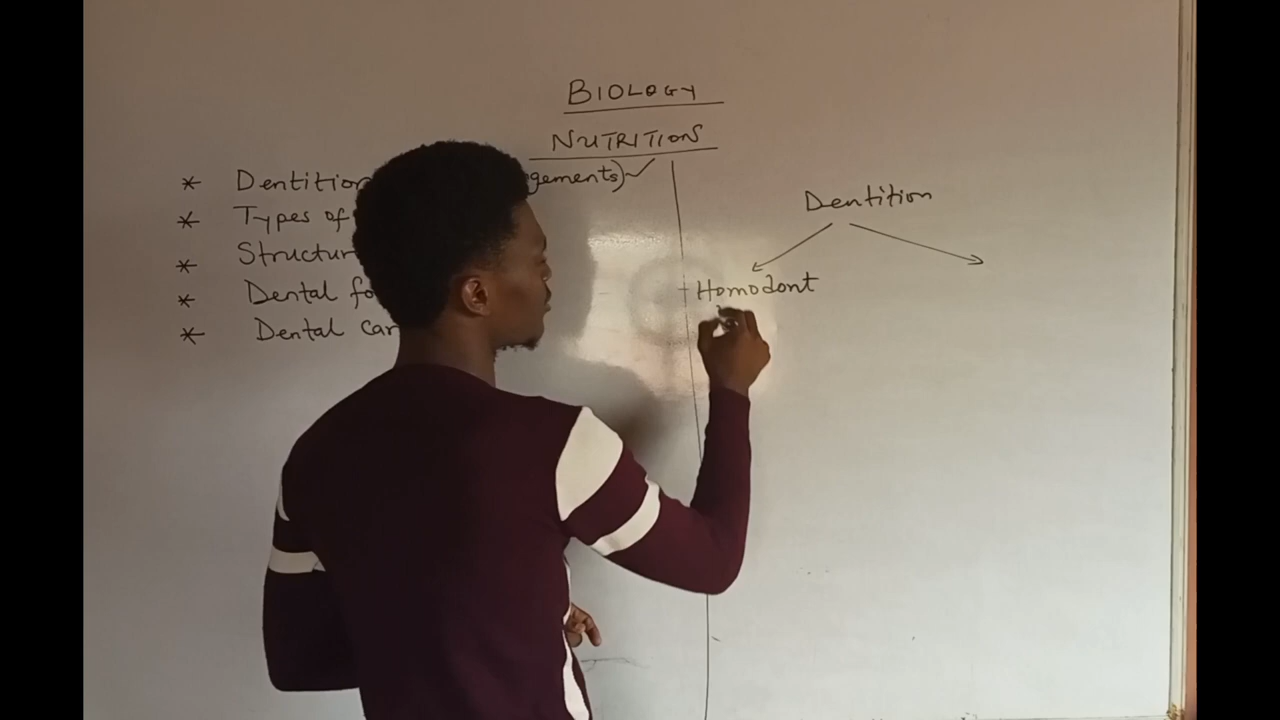 BIOLOGY
NUTRITION
* Dentition gements) ✓
* Types of
* Structur
* Dental fo
* Dental car
Dentition
Homodont